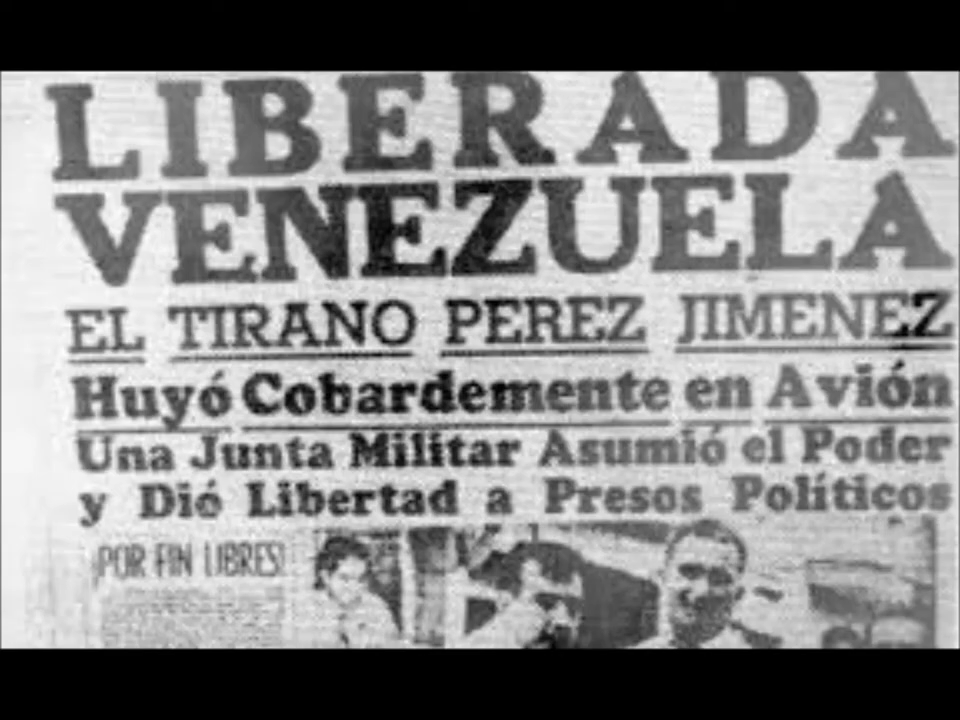 LIBERADA
VENEZUELA
EL TIRANO PEREZ JIMENEZ
Huyó Cobardemente en Avión
Una Junta Militar Asumió el Poder
y Dió Libertad a Presos Políticos
¡POR FIN LIBRES!